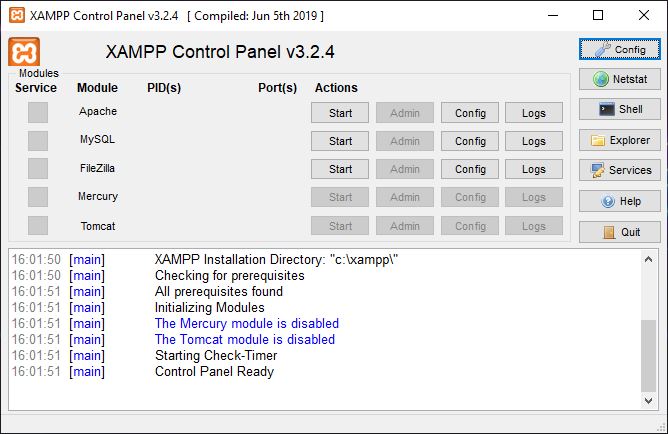 XAMPP Control Panel v3.2.4 [ Compiled: Jun 5th 2019 ]
XAMPP Control Panel v3.2.4
Config
Modules
Service Module PID(s) Port(s) Actions
Netstat
Apache Start Admin Config Logs
Shell
MySQL Start Admin Config Logs
Explorer
FileZilla Start Admin Config Logs
Services
Mercury Start Admin Config Logs
Help
Tomcat Start Admin Config Logs
Quit
16:01:50 [main] XAMPP Installation Directory: "c:\xampp\"
16:01:50 [main] Checking for prerequisites
16:01:51 [main] All prerequisites found
16:01:51 [main] Initializing Modules
16:01:51 [main] The Mercury module is disabled
16:01:51 [main] The Tomcat module is disabled
16:01:51 [main] Starting Check-Timer
16:01:51 [main] Control Panel Ready